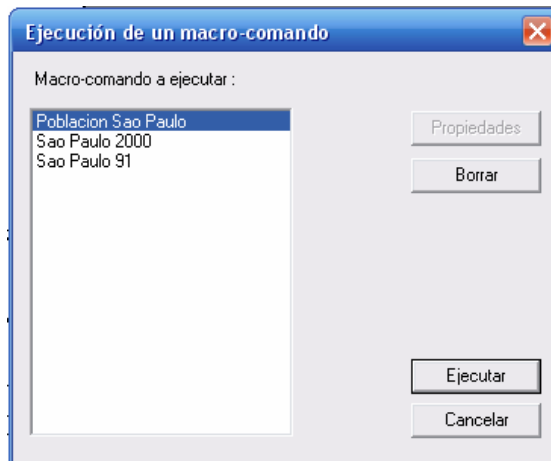 Ejecución de un macro-comando
Macro-comando a ejecutar :
Poblacion Sao Paulo
Sao Paulo 2000
Sao Paulo 91
Propiedades
Borrar
Ejecutar
Cancelar